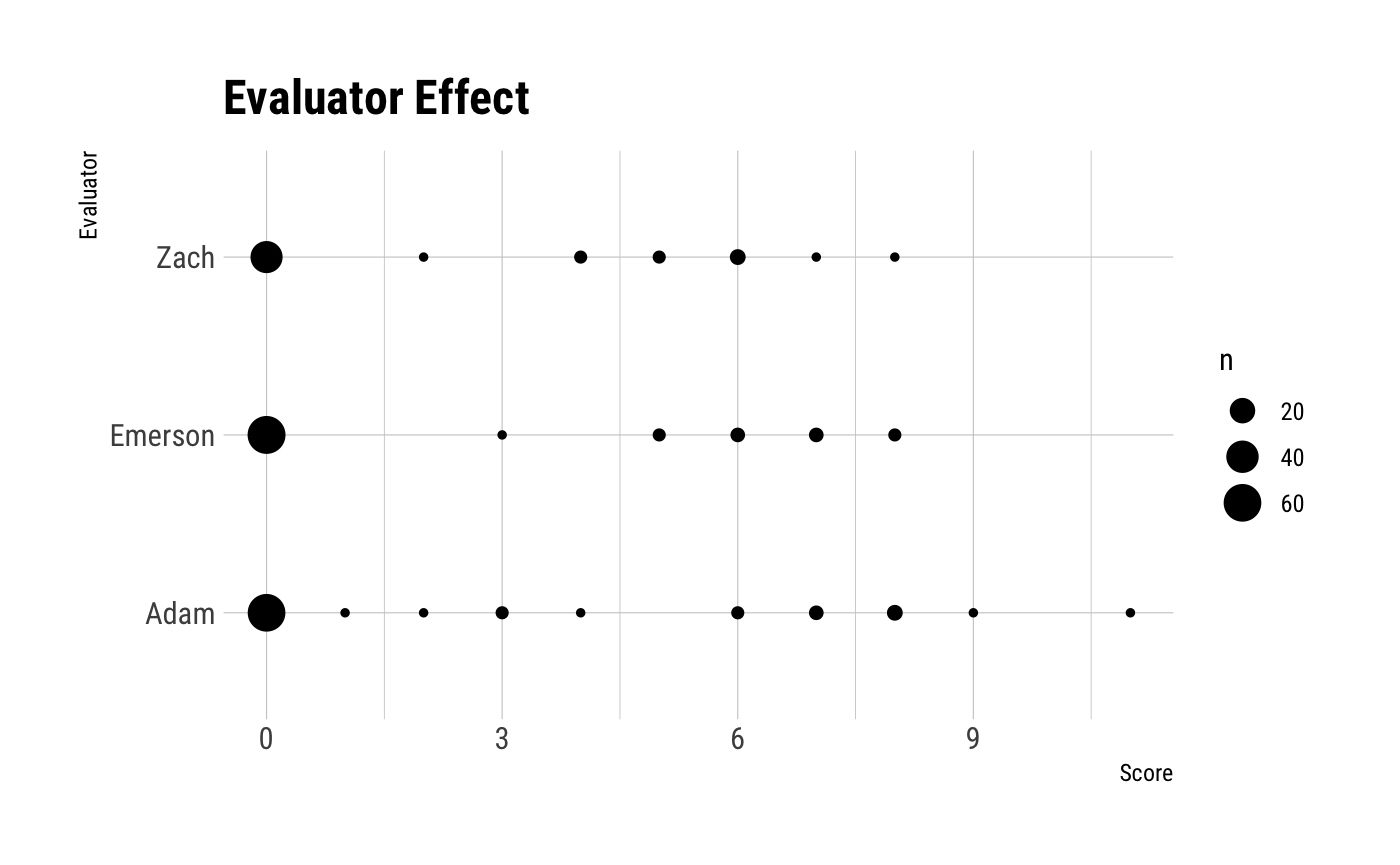 Evaluator Effect
Evaluator
Zach
Emerson
Adam
0 3 6 9
Score
n
20
40
60